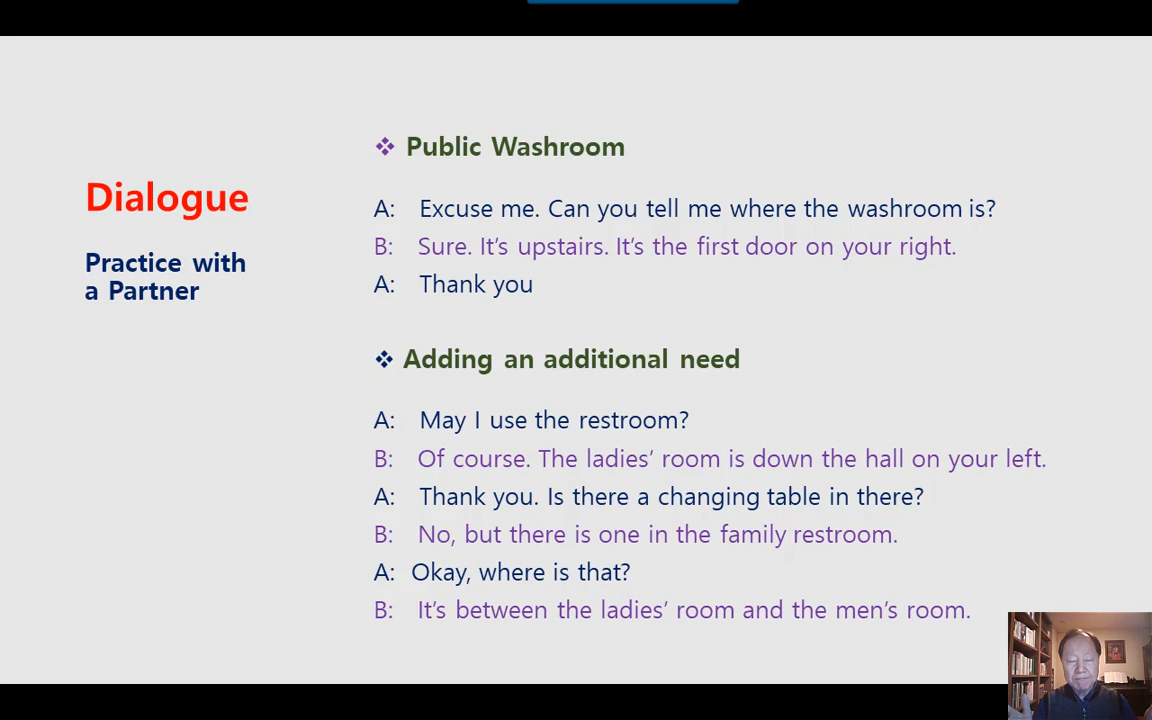 Dialogue
Practice with
a Partner
❖ Public Washroom
A: Excuse me. Can you tell me where the washroom is?
B: Sure. It’s upstairs. It’s the first door on your right.
A: Thank you
❖ Adding an additional need
A: May I use the restroom?
B: Of course. The ladies’ room is down the hall on your left.
A: Thank you. Is there a changing table in there?
B: No, but there is one in the family restroom.
A: Okay, where is that?
B: It’s between the ladies’ room and the men’s room.